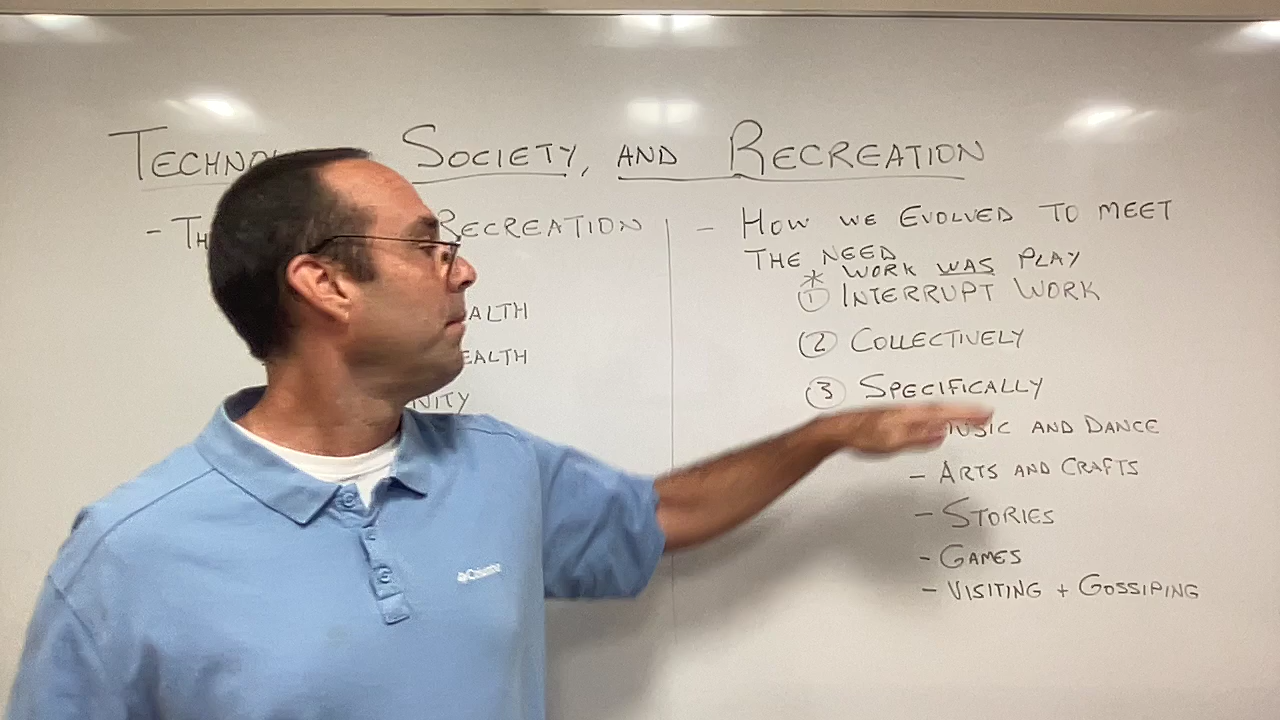 TECHNO SOCIETY, AND RECREATION
- TH RECREATION
ALTH
EALTH
NITY
- HOW WE EVOLVED TO MEET
THE NEED
* WORK WAS PLAY
① INTERRUPT WORK
② COLLECTIVELY
③ SPECIFICALLY
MUSIC AND DANCE
- ARTS AND CRAFTS
- STORIES
- GAMES
- VISITING + GOSSIPING
Columbia